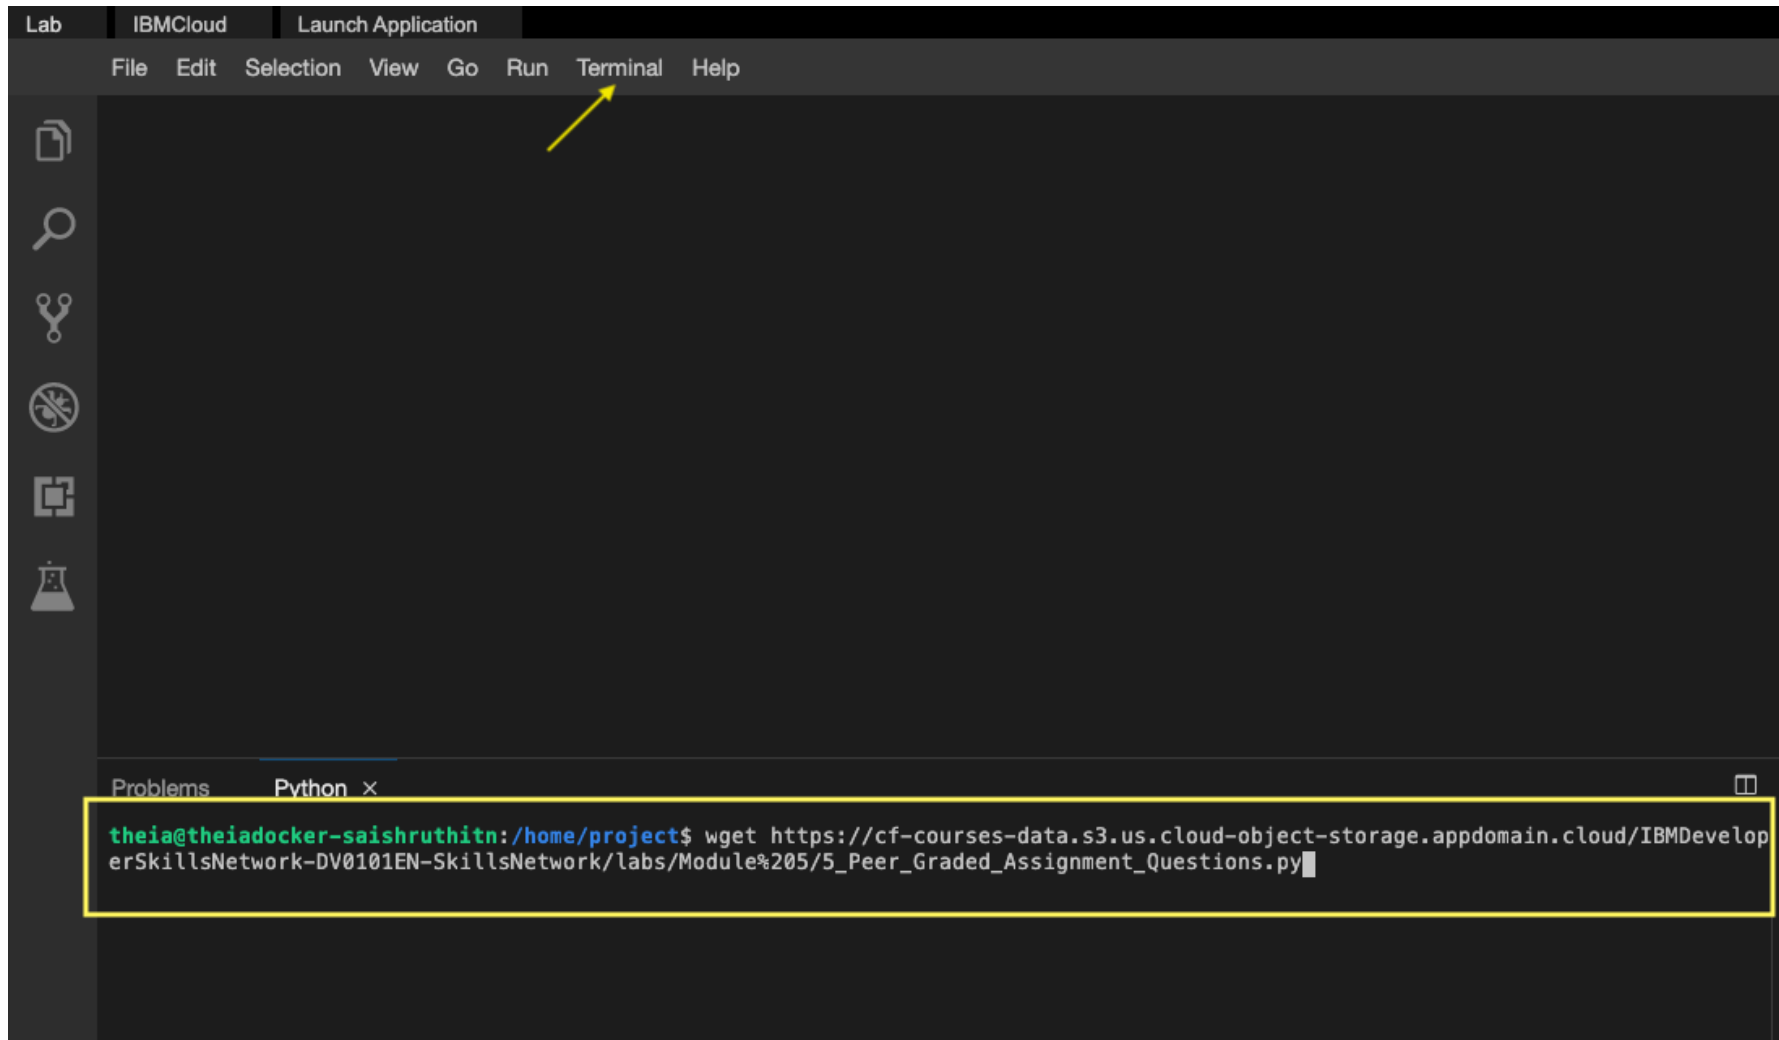 Lab IBMCloud Launch Application
File Edit Selection View Go Run Terminal Help
Problems Python ×
theia@theiadocker-saishruthitn:/home/project$ wget https://cf-courses-data.s3.us.cloud-object-storage.appdomain.cloud/IBMDevelop
erSkillsNetwork-DV0101EN-SkillsNetwork/labs/Module%205/5_Peer_Graded_Assignment_Questions.py